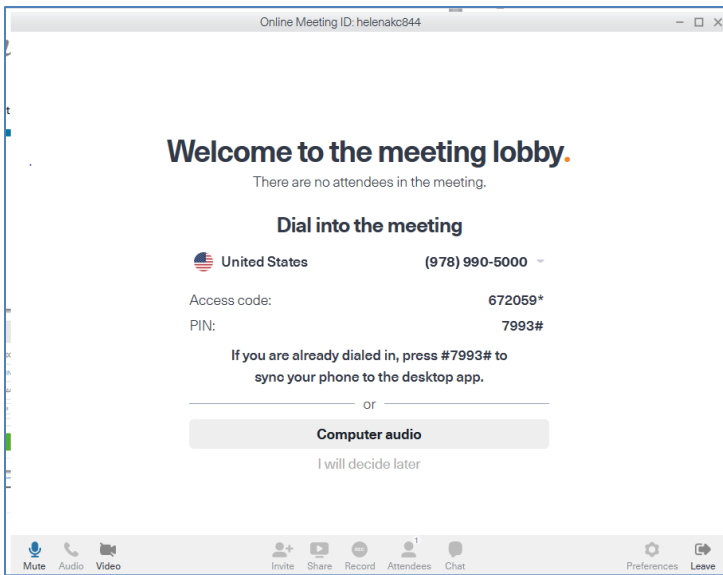 Online Meeting ID: helenakc844
Welcome to the meeting lobby.
There are no attendees in the meeting.
Dial into the meeting
United States (978) 990-5000
Access code: 672059*
PIN: 7993#
If you are already dialed in, press #7993# to
sync your phone to the desktop app.
or
Computer audio
I will decide later
1
Mute Audio Video Invite Share Record Attendees Chat Preferences Leave